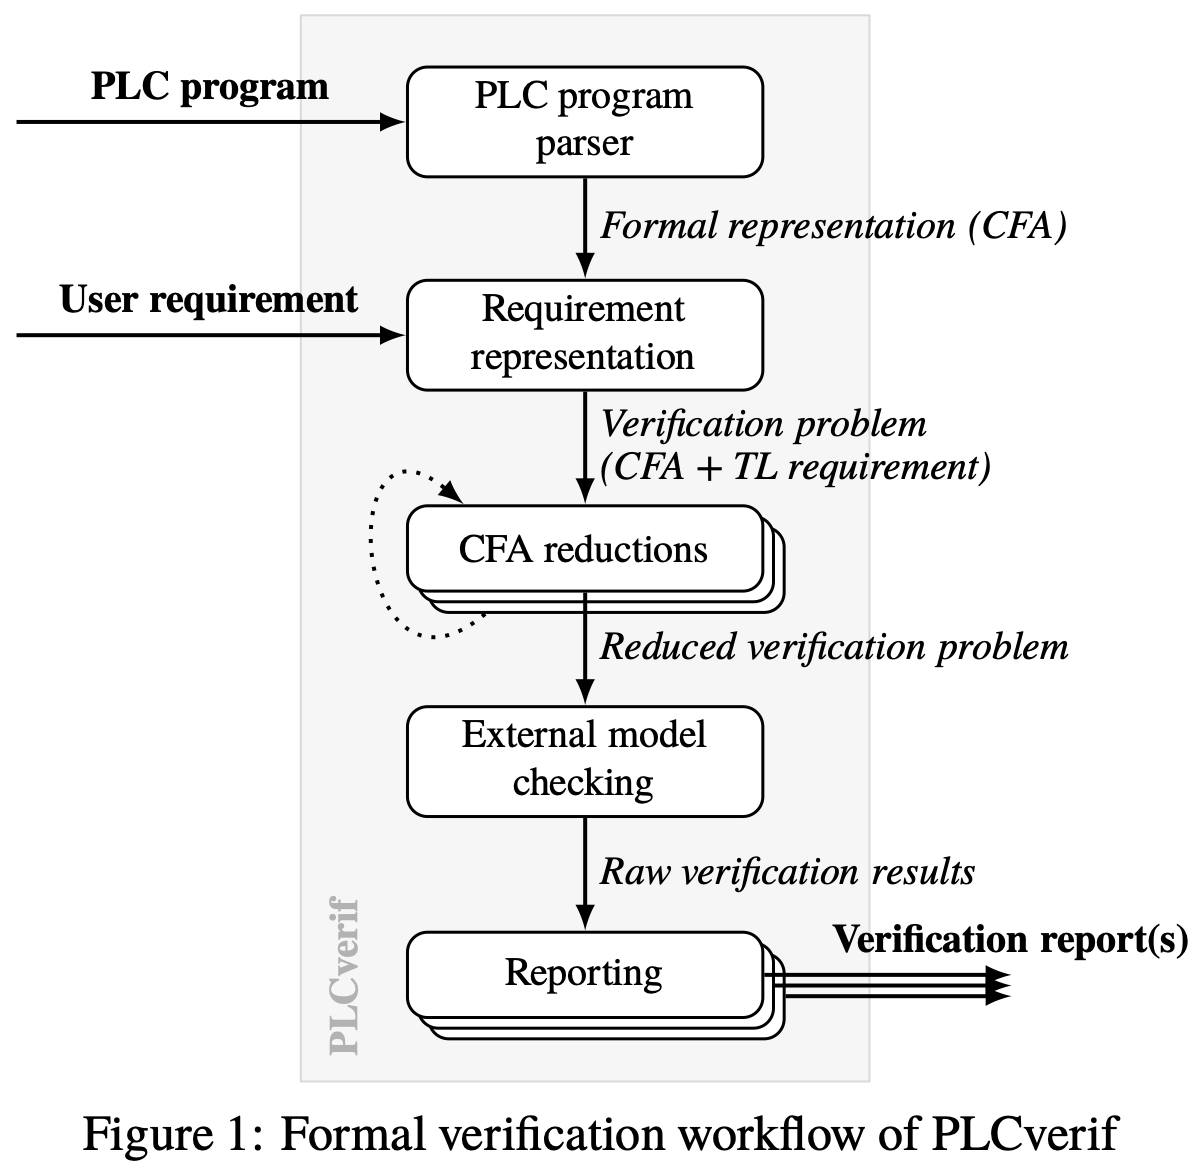 PLC program
PLC program
parser
Formal representation (CFA)
User requirement
Requirement
representation
Verification problem
(CFA + TL requirement)
CFA reductions
Reduced verification problem
External model
checking
Raw verification results
Reporting
Verification report(s)
PLCverif
Figure 1: Formal verification workflow of PLCverif